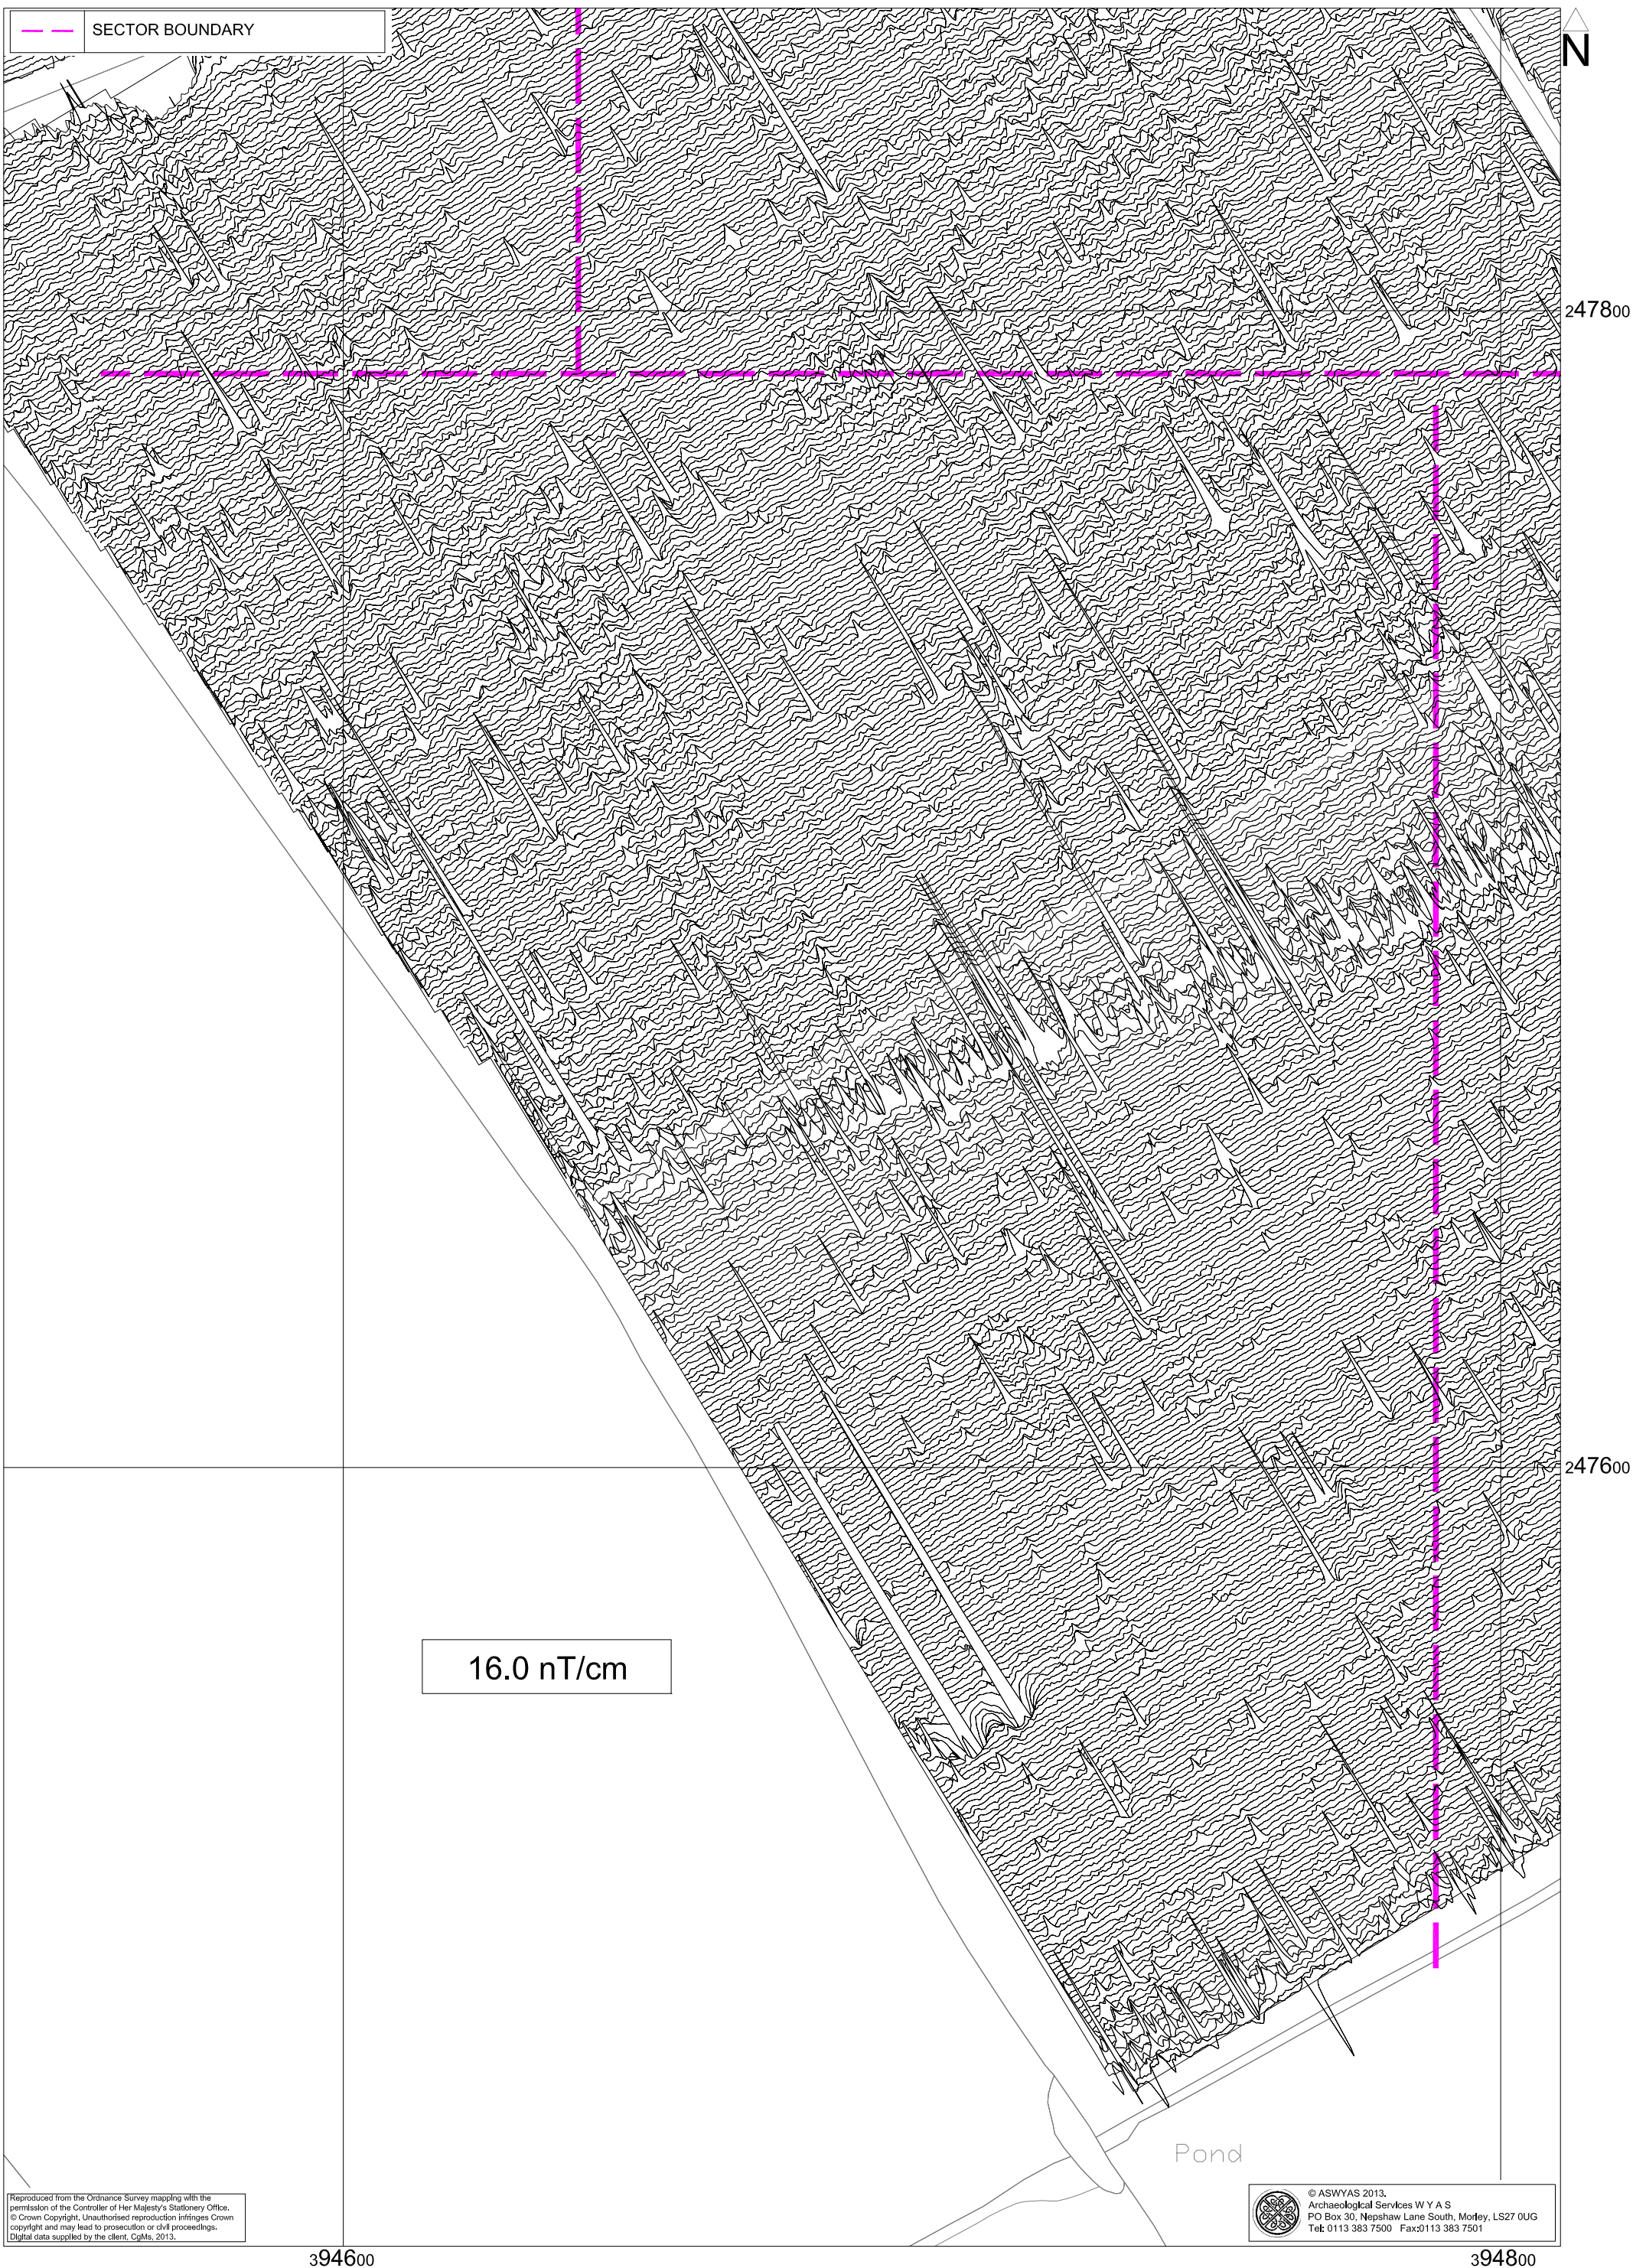 SECTOR BOUNDARY
N
247800
247600
16.0 nT/cm
Pond
Reproduced from the Ordnance Survey mapping with the
permission of the Controller of Her Majesty's Stationery Office.
© Crown Copyright. Unauthorised reproduction infringes Crown
copyright and may lead to prosecution or civil proceedings.
Digital data supplied by the client, CgMs, 2013.
© ASWYAS 2013.
Archaeological Services W Y A S
PO Box 30, Nepshaw Lane South, Morley, LS27 0UG
Tel: 0113 383 7500 Fax:0113 383 7501
394600
394800